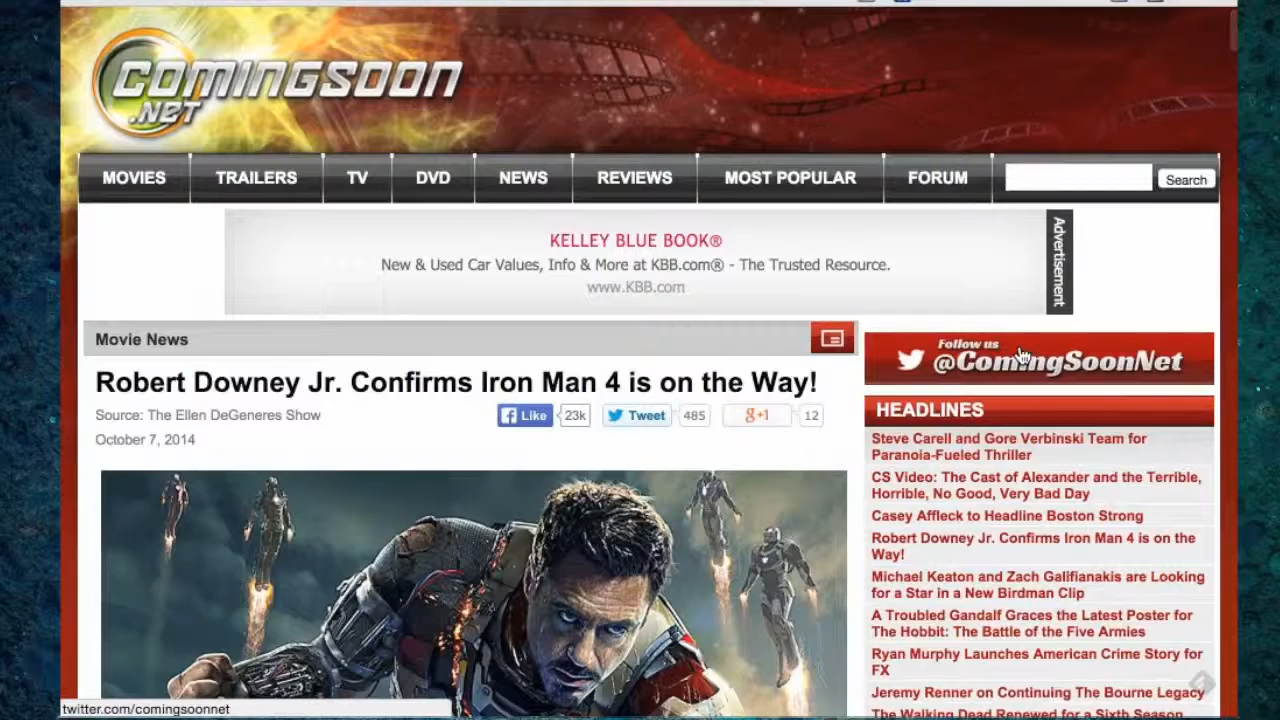 COMINGSOON
.NET
MOVIES
TRAILERS
TV
DVD
NEWS
REVIEWS
MOST POPULAR
FORUM
Search
KELLEY BLUE BOOK®
New & Used Car Values, Info & More at KBB.com® - The Trusted Resource.
www.KBB.com
Advertisement
Movie News
Robert Downey Jr. Confirms Iron Man 4 is on the Way!
Source: The Ellen DeGeneres Show
Like
23k
Tweet
485
g+1
12
October 7, 2014
Follow us
@ComingSoonNet
HEADLINES
Steve Carell and Gore Verbinski Team for
Paranoia-Fueled Thriller
CS Video: The Cast of Alexander and the Terrible,
Horrible, No Good, Very Bad Day
Casey Affleck to Headline Boston Strong
Robert Downey Jr. Confirms Iron Man 4 is on the
Way!
Michael Keaton and Zach Galifianakis are Looking
for a Star in a New Birdman Clip
A Troubled Gandalf Graces the Latest Poster for
The Hobbit: The Battle of the Five Armies
Ryan Murphy Launches American Crime Story for
FX
Jeremy Renner on Continuing The Bourne Legacy
The Walking Dead Renewed for a Sixth Season
twitter.com/comingsoonnet